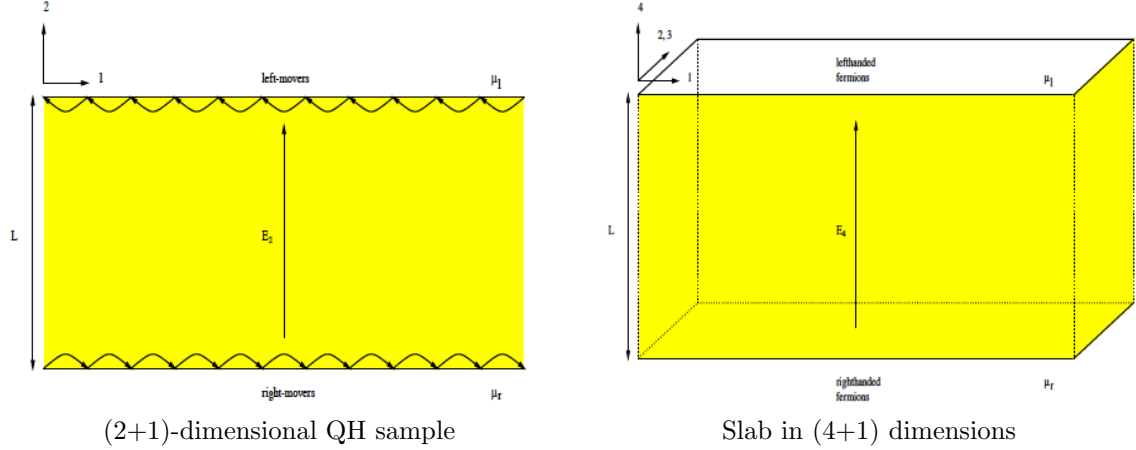 2
1
left-movers
μl
L
E2
right-movers
μr
(2+1)-dimensional QH sample
4
2, 3
1
lefthanded
fermions
μl
L
E4
righthanded
fermions
μr
Slab in (4+1) dimensions